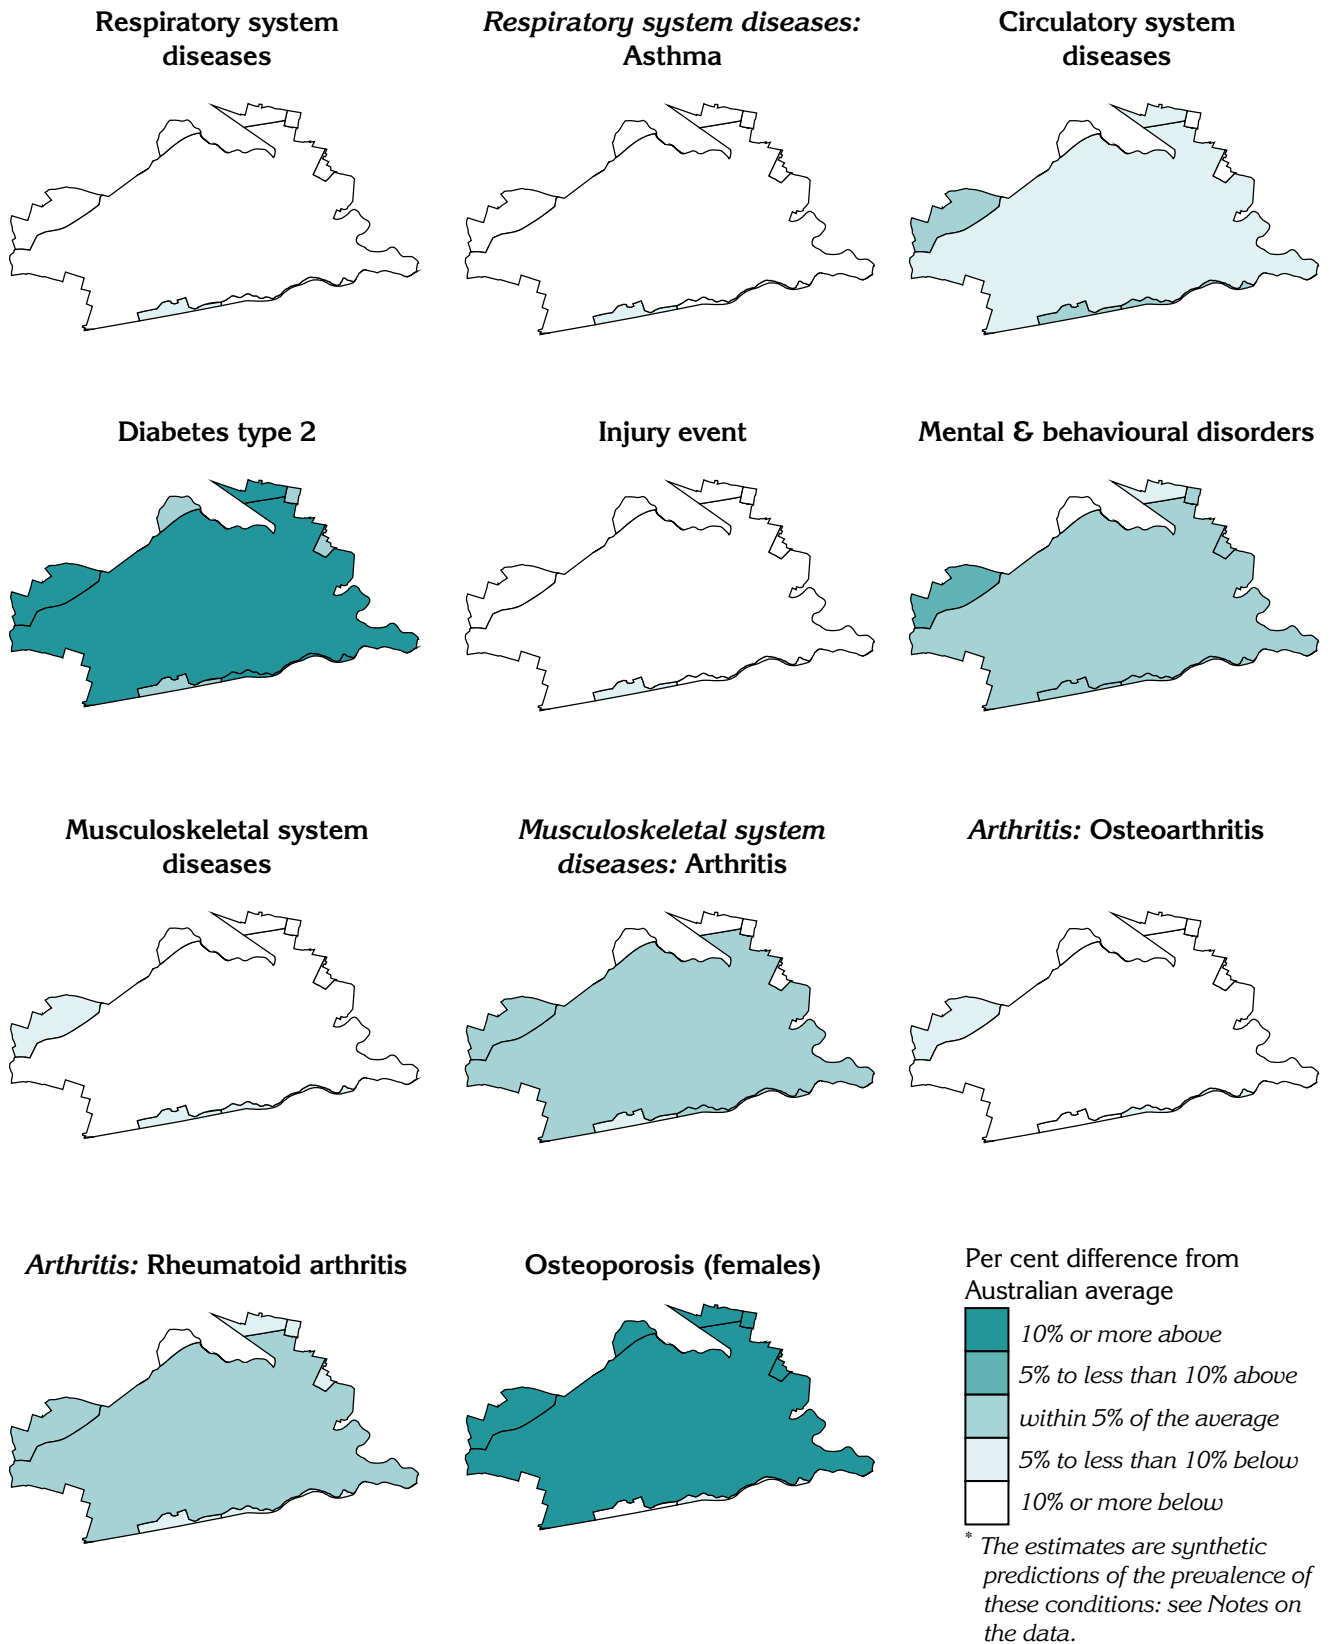 Respiratory system
diseases
Respiratory system diseases:
Asthma
Circulatory system
diseases
Diabetes type 2
Injury event
Mental & behavioural disorders
Musculoskeletal system
diseases
Musculoskeletal system
diseases: Arthritis
Arthritis: Osteoarthritis
Arthritis: Rheumatoid arthritis
Osteoporosis (females)
Per cent difference from
Australian average
10% or more above
5% to less than 10% above
within 5% of the average
5% to less than 10% below
10% or more below
* The estimates are synthetic
predictions of the prevalence of
these conditions: see Notes on
the data.